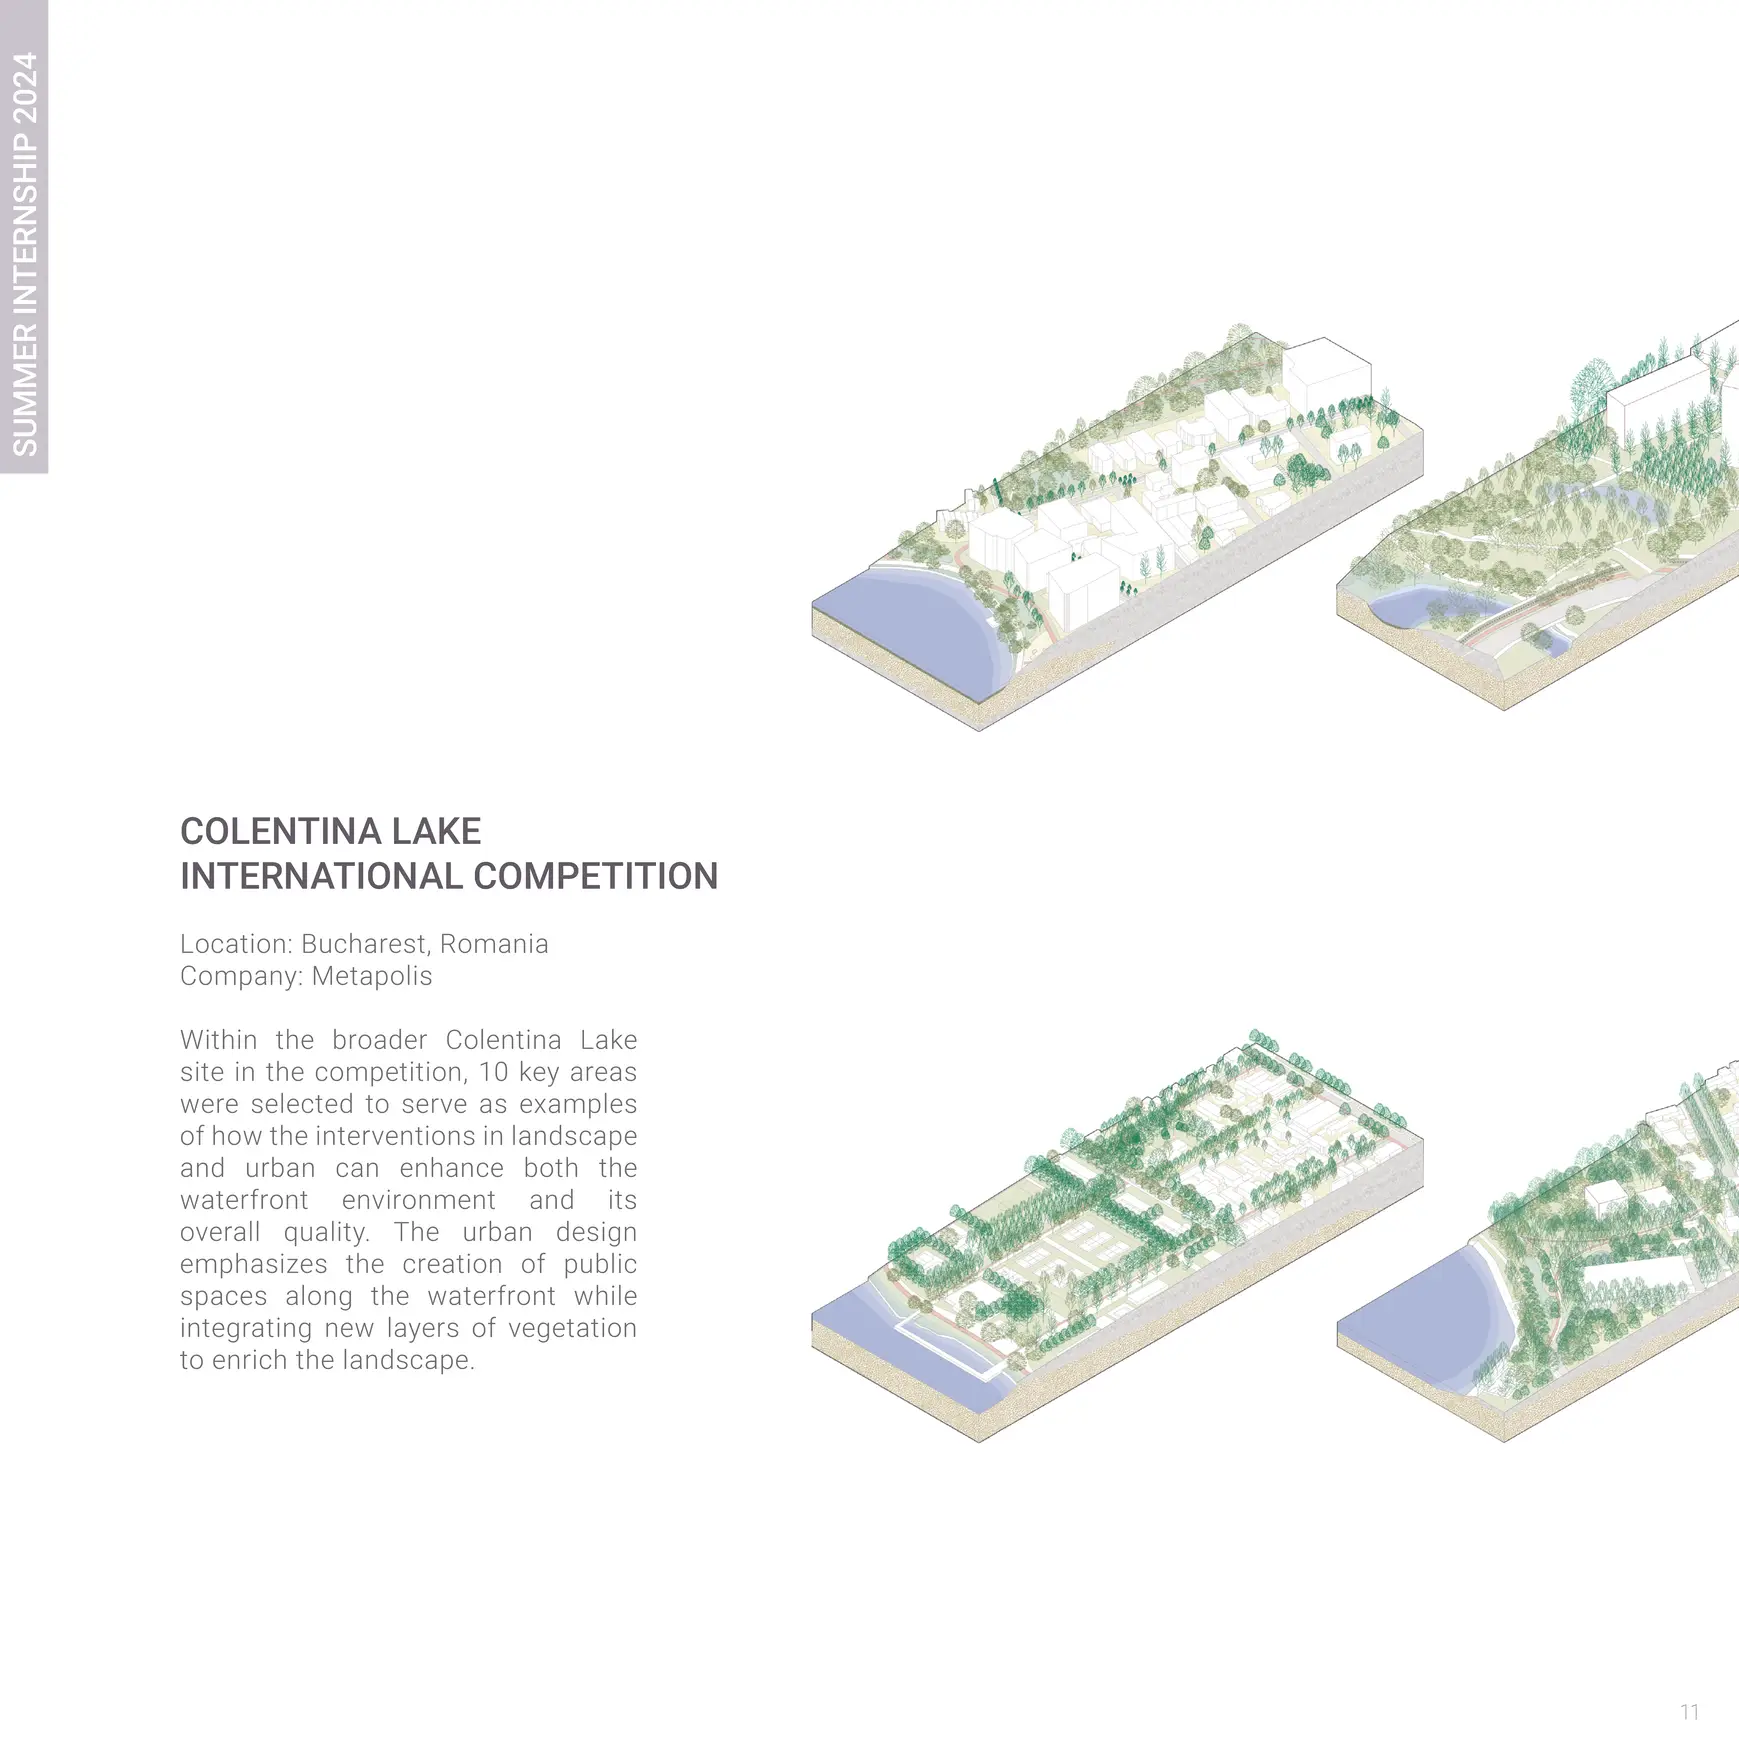 SUMMER INTERNSHIP 2024
COLENTINA LAKE
INTERNATIONAL COMPETITION
Location: Bucharest, Romania
Company: Metapolis
Within the broader Colentina Lake
site in the competition, 10 key areas
were selected to serve as examples
of how the interventions in landscape
and urban can enhance both the
waterfront environment and its
overall quality. The urban design
emphasizes the creation of public
spaces along the waterfront while
integrating new layers of vegetation
to enrich the landscape.
11